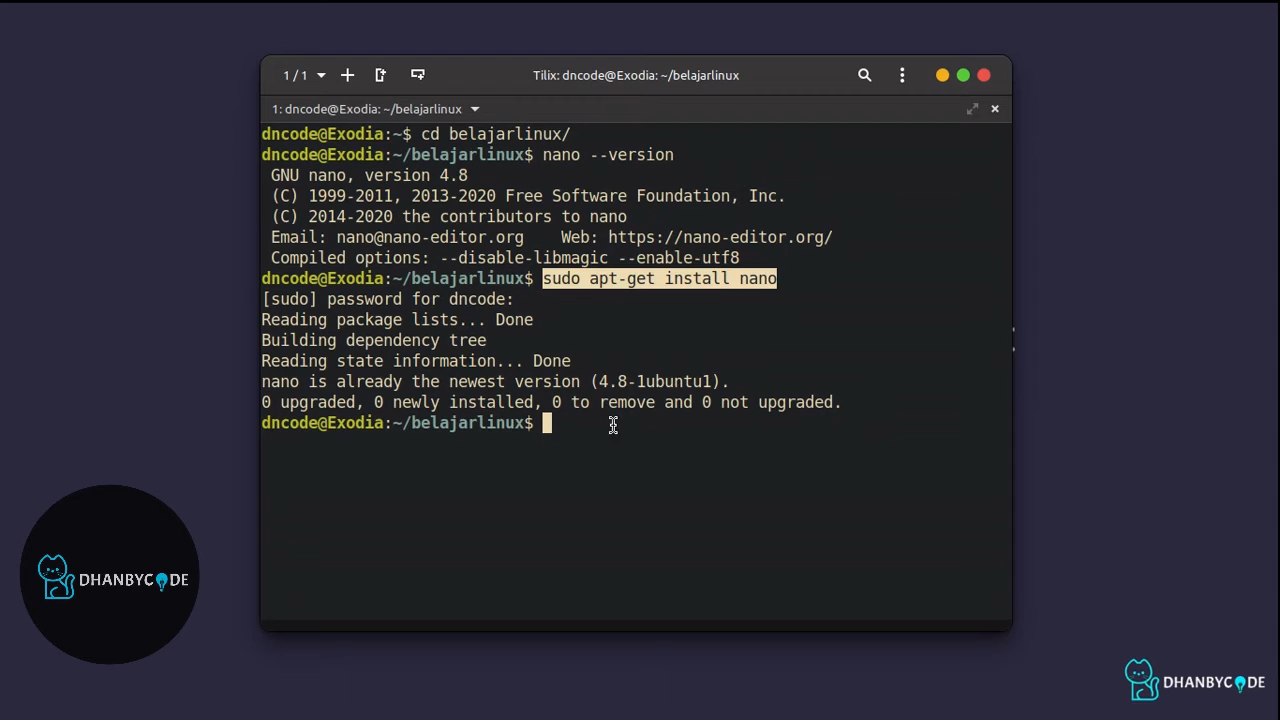 1 / 1
Tilix: dncode@Exodia: ~/belajarlinux
1: dncode@Exodia: ~/belajarlinux
dncode@Exodia:~$ cd belajarlinux/
dncode@Exodia:~/belajarlinux$ nano --version
GNU nano, version 4.8
(C) 1999-2011, 2013-2020 Free Software Foundation, Inc.
(C) 2014-2020 the contributors to nano
Email: nano@nano-editor.org    Web: https://nano-editor.org/
Compiled options: --disable-libmagic --enable-utf8
dncode@Exodia:~/belajarlinux$ sudo apt-get install nano
[sudo] password for dncode:
Reading package lists... Done
Building dependency tree
Reading state information... Done
nano is already the newest version (4.8-1ubuntu1).
0 upgraded, 0 newly installed, 0 to remove and 0 not upgraded.
dncode@Exodia:~/belajarlinux$
DHANBYCODE
DHANBYCODE